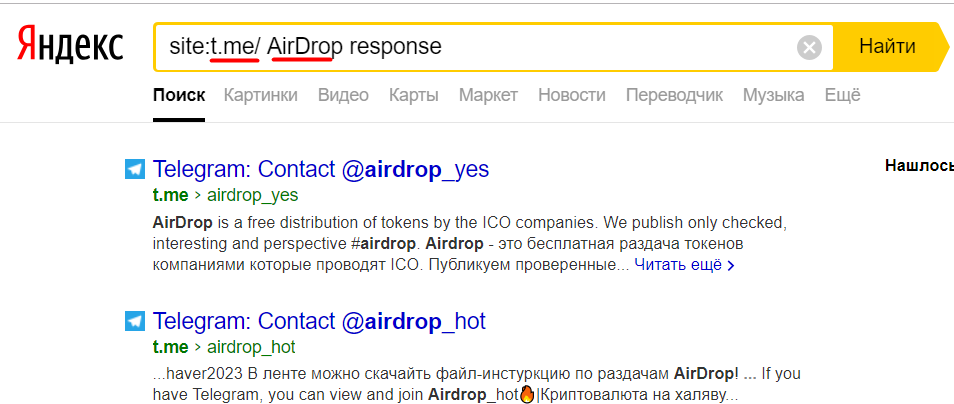 Яндекс
site:t.me/ AirDrop response
Найти
Поиск Картинки Видео Карты Маркет Новости Переводчик Музыка Ещё
Telegram: Contact @airdrop_yes
Нашлось
t.me › airdrop_yes
AirDrop is a free distribution of tokens by the ICO companies. We publish only checked,
interesting and perspective #airdrop. Airdrop - это бесплатная раздача токенов
компаниями которые проводят ICO. Публикуем проверенные... Читать ещё >
Telegram: Contact @airdrop_hot
t.me › airdrop_hot
...haver2023 В ленте можно скачайть файл-инстуркцию по раздачам AirDrop! ... If you
have Telegram, you can view and join Airdrop_hot🔥|Криптовалюта на халяву...